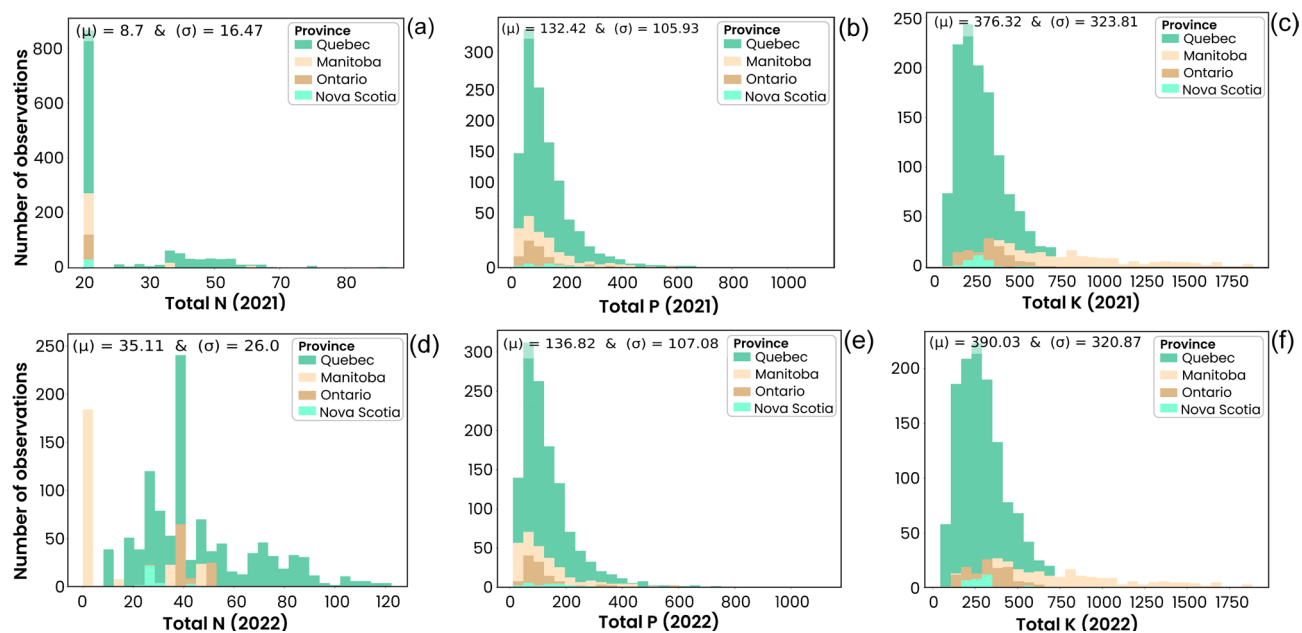 (μ) = 8.7 & (σ) = 16.47
(a)
Province
Quebec
Manitoba
Ontario
Nova Scotia
Number of observations
800
600
400
200
0
20 30 50 70 80
Total N (2021)
(μ) = 132.42 & (σ) = 105.93
(b)
Province
Quebec
Manitoba
Ontario
Nova Scotia
300
250
200
150
100
50
0
0 200 400 600 800 1000
Total P (2021)
(μ) = 376.32 & (σ) = 323.81
(c)
Province
Quebec
Manitoba
Ontario
Nova Scotia
250
200
150
100
50
0
0 250 500 750 1000 1250 1500 1750
Total K (2021)
(μ) = 35.11 & (σ) = 26.0
(d)
Province
Quebec
Manitoba
Ontario
Nova Scotia
Number of observations
250
200
150
100
50
0
0 20 40 60 80 100 120
Total N (2022)
(μ) = 136.82 & (σ) = 107.08
(e)
Province
Quebec
Manitoba
Ontario
Nova Scotia
300
250
200
150
100
50
0
0 200 400 600 800 1000
Total P (2022)
(μ) = 390.03 & (σ) = 320.87
(f)
Province
Quebec
Manitoba
Ontario
Nova Scotia
200
150
100
50
0
0 250 500 750 1000 1250 1500 1750
Total K (2022)